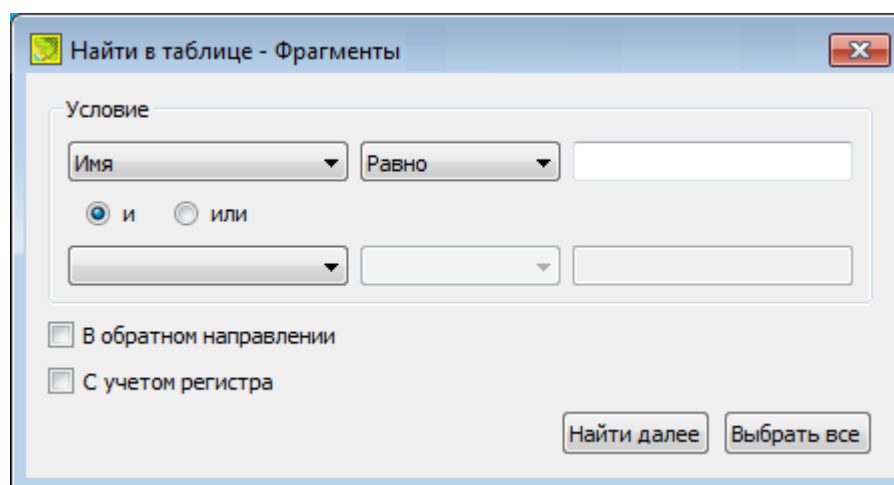 Найти в таблице - Фрагменты
Условие
Имя Равно
и или
В обратном направлении
С учетом регистра
Найти далее Выбрать все